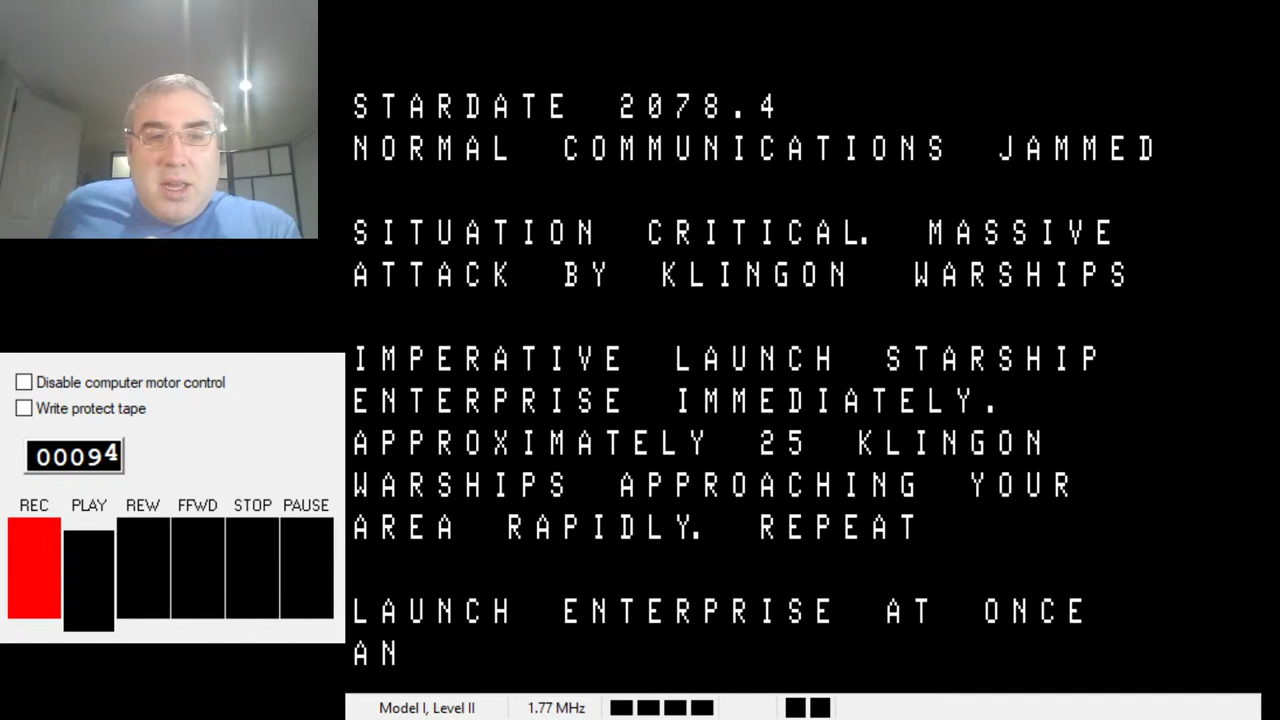 STARDATE 2078.4
NORMAL COMMUNICATIONS JAMMED
SITUATION CRITICAL. MASSIVE
ATTACK BY KLINGON WARSHIPS
IMPERATIVE LAUNCH STARSHIP
ENTERPRISE IMMEDIATELY.
APPROXIMATELY 25 KLINGON
WARSHIPS APPROACHING YOUR
AREA RAPIDLY. REPEAT
LAUNCH ENTERPRISE AT ONCE
AN
Disable computer motor control
Write protect tape
00094
REC PLAY REW FFWD STOP PAUSE
Model I, Level II 1.77 MHz